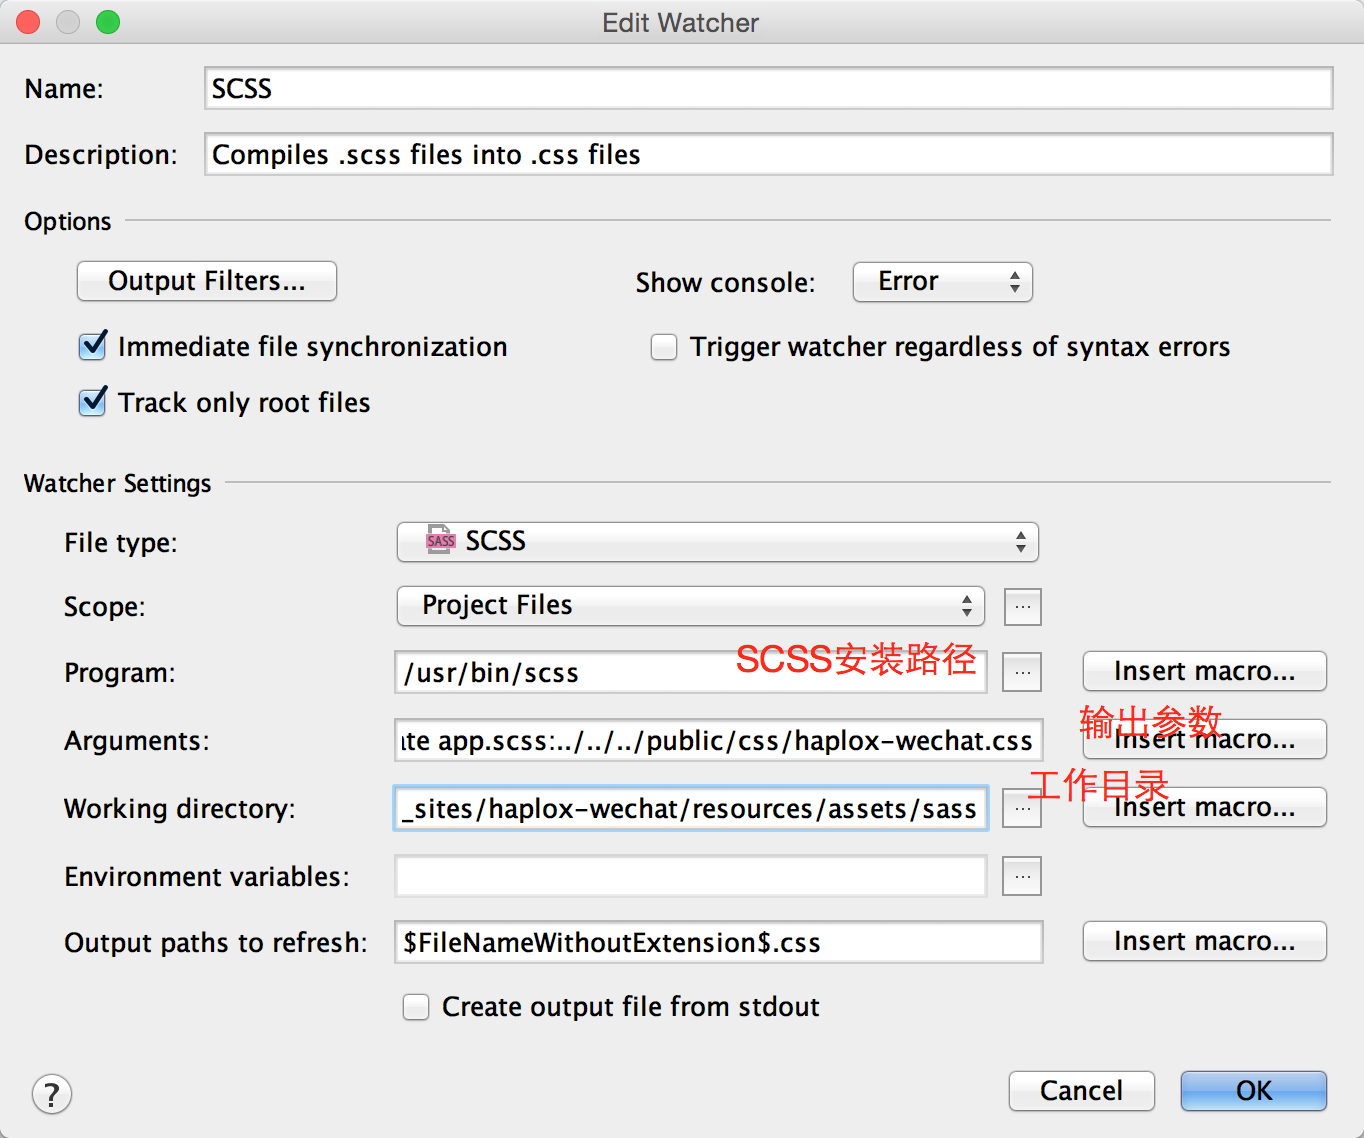 Edit Watcher
Name: SCSS
Description: Compiles .scss files into .css files
Options
Output Filters... Show console: Error
Immediate file synchronization Trigger watcher regardless of syntax errors
Track only root files
Watcher Settings
File type: SASS SCSS
Scope: Project Files ...
SCSS安装路径
Program: /usr/bin/scss ... Insert macro...
输出参数
Arguments: ate app.scss:../../../public/css/haplox-wechat.css Insert macro...
工作目录
Working directory: _sites/haplox-wechat/resources/assets/sass ... Insert macro...
Environment variables: ...
Output paths to refresh: $FileNameWithoutExtension$.css Insert macro...
Create output file from stdout
? Cancel OK